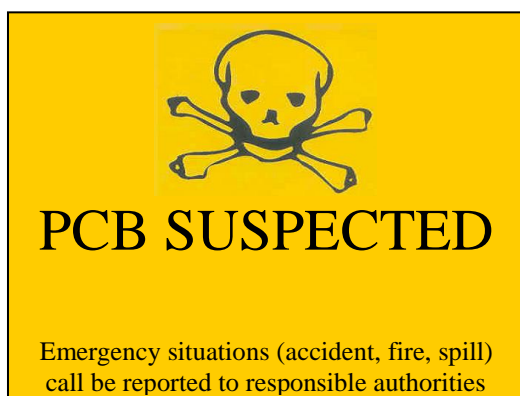 PCB SUSPECTED
Emergency situations (accident, fire, spill)
call be reported to responsible authorities